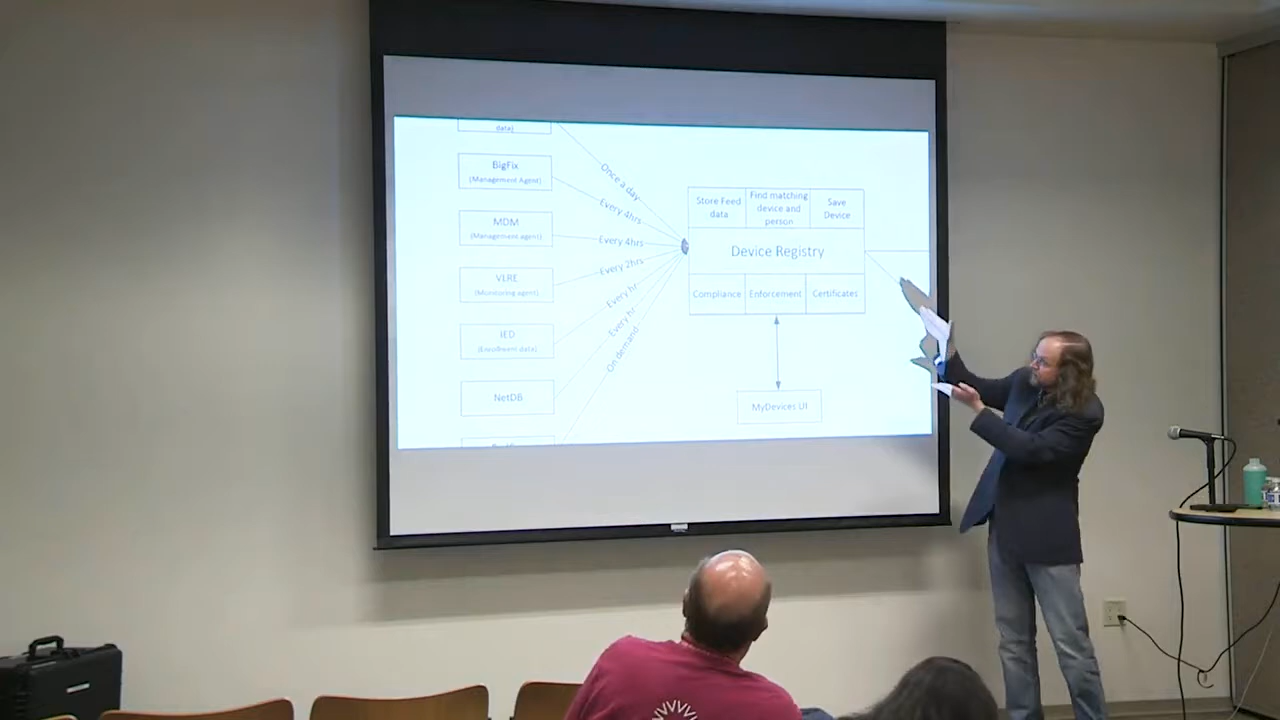 data)
BigFix
(Management Agent)
MDM
(Management agent)
VLRE
(Monitoring agent)
IED
(Enrollment data)
NetDB
Once a day
Every 4hrs
Every 4hrs
Every 2hrs
Every hr
Every hr
On demand
Store Feed
data
Find matching
device and
person
Save
Device
Device Registry
Compliance
Enforcement
Certificates
MyDevices UI